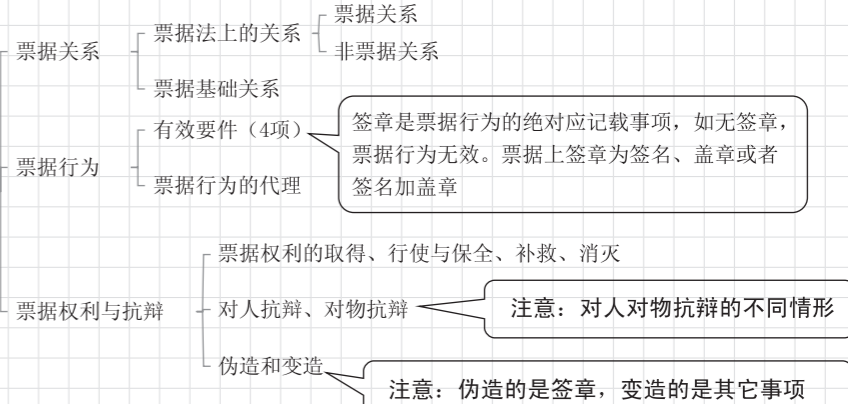 票据关系
票据法上的关系
票据关系
非票据关系
票据基础关系
票据行为
有效要件（4项）
签章是票据行为的绝对应记载事项，如无签章，
票据行为无效。票据上签章为签名、盖章或者
签名加盖章
票据行为的代理
票据权利与抗辩
票据权利的取得、行使与保全、补救、消灭
对人抗辩、对物抗辩
注意：对人对物抗辩的不同情形
伪造和变造
注意：伪造的是签章，变造的是其它事项